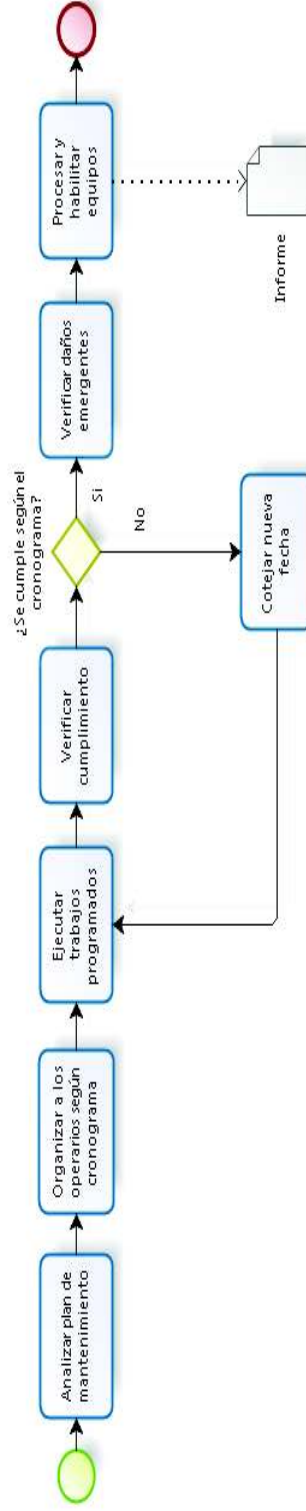 Analizar plan de
mantenimiento
Organizar a los
operarios según
cronograma
Ejecutar
trabajos
programados
Verificar
cumplimiento
¿Se cumple según el
cronograma?
Si
No
Cotejar nueva
fecha
Verificar daños
emergentes
Procesar y
habilitar
equipos
Informe